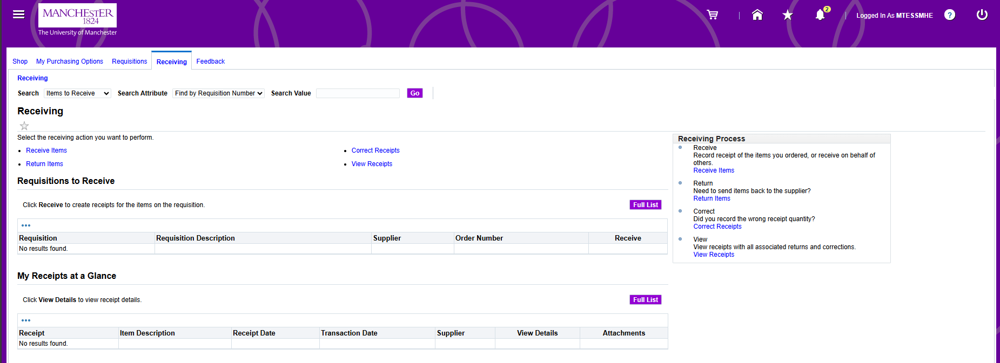 MANCHESTER
1824
The University of Manchester
2
Logged In As MTESSMHE
?
Shop My Purchasing Options Requisitions Receiving Feedback
Receiving
Search Items to Receive Search Attribute Find by Requisition Number Search Value Go
Receiving
Select the receiving action you want to perform.
Receive Items
Correct Receipts
Return Items
View Receipts
Requisitions to Receive
Click Receive to create receipts for the items on the requisition.
Full List
Requisition Requisition Description Supplier Order Number Receive
No results found.
My Receipts at a Glance
Click View Details to view receipt details.
Full List
Receipt Item Description Receipt Date Transaction Date Supplier View Details Attachments
No results found.
Receiving Process
Receive
Record receipt of the items you ordered, or receive on behalf of
others.
Receive Items
Return
Need to send items back to the supplier?
Return Items
Correct
Did you record the wrong receipt quantity?
Correct Receipts
View
View receipts with all associated returns and corrections.
View Receipts